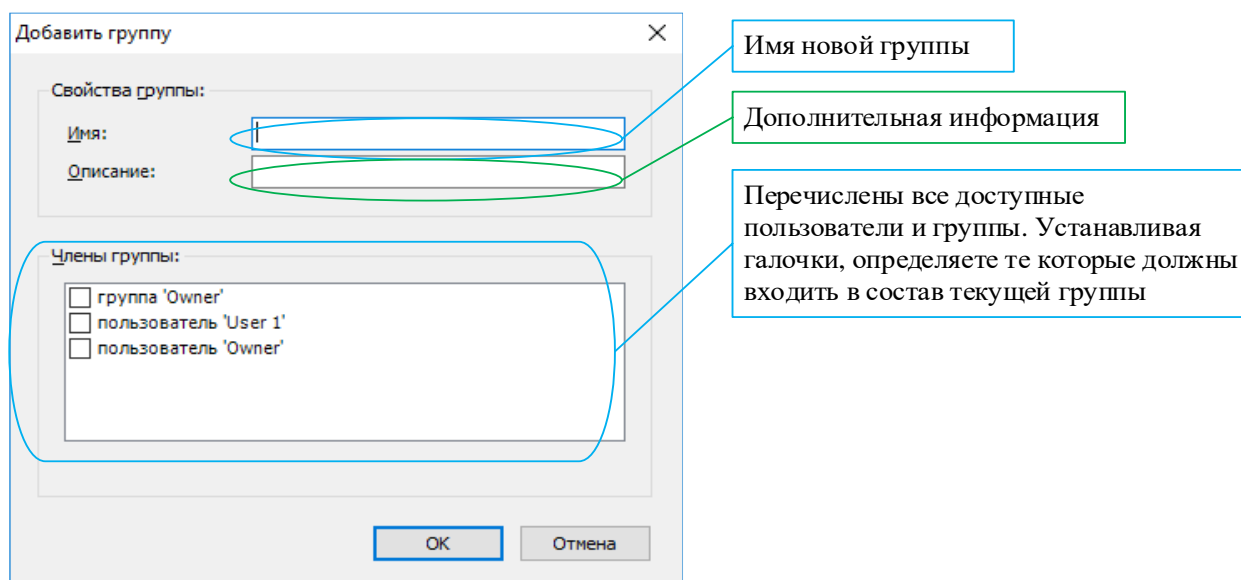 Добавить группу
Свойства группы:
Имя:
Описание:
Члены группы:
группа 'Owner'
пользователь 'User 1'
пользователь 'Owner'
OK
Отмена
Имя новой группы
Дополнительная информация
Перечислены все доступные
пользователи и группы. Устанавливая
галочки, определяете те которые должны
входить в состав текущей группы